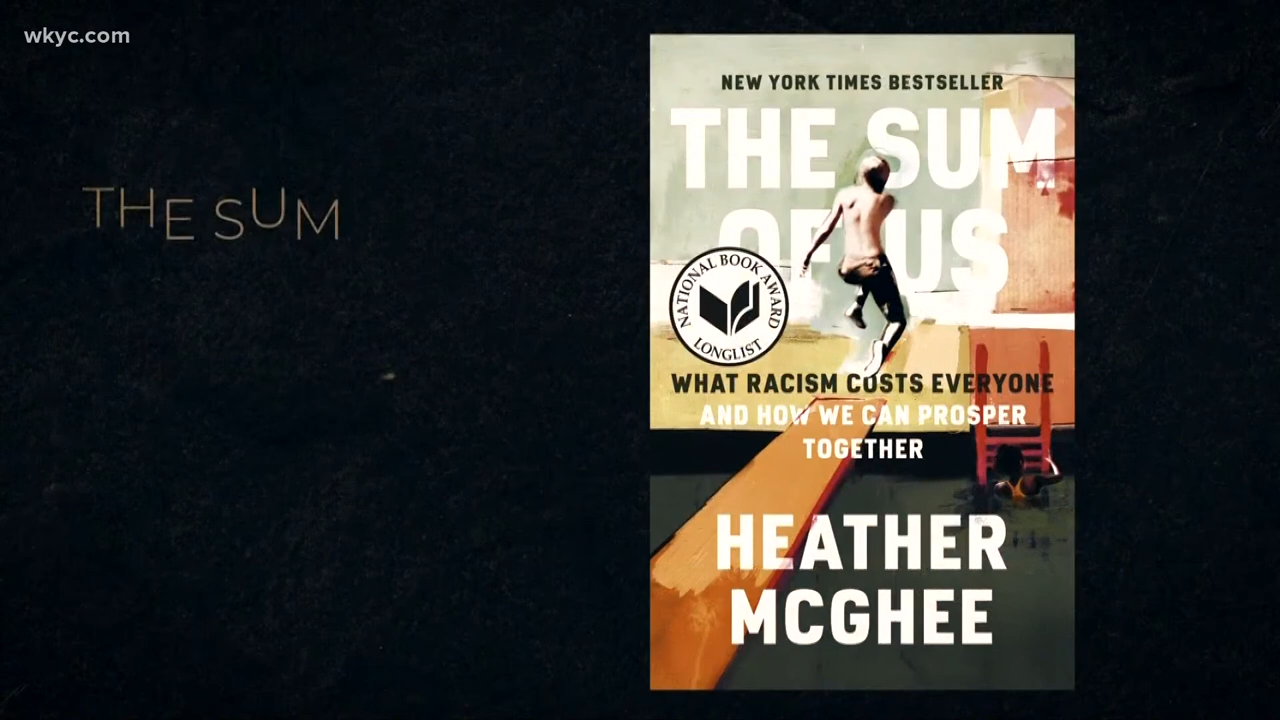 wkyc.com
THE SUM
NEW YORK TIMES BESTSELLER
THE SUM
OF US
NATIONAL BOOK AWARD
LONGLIST
WHAT RACISM COSTS EVERYONE
AND HOW WE CAN PROSPER
TOGETHER
HEATHER
MCGHEE